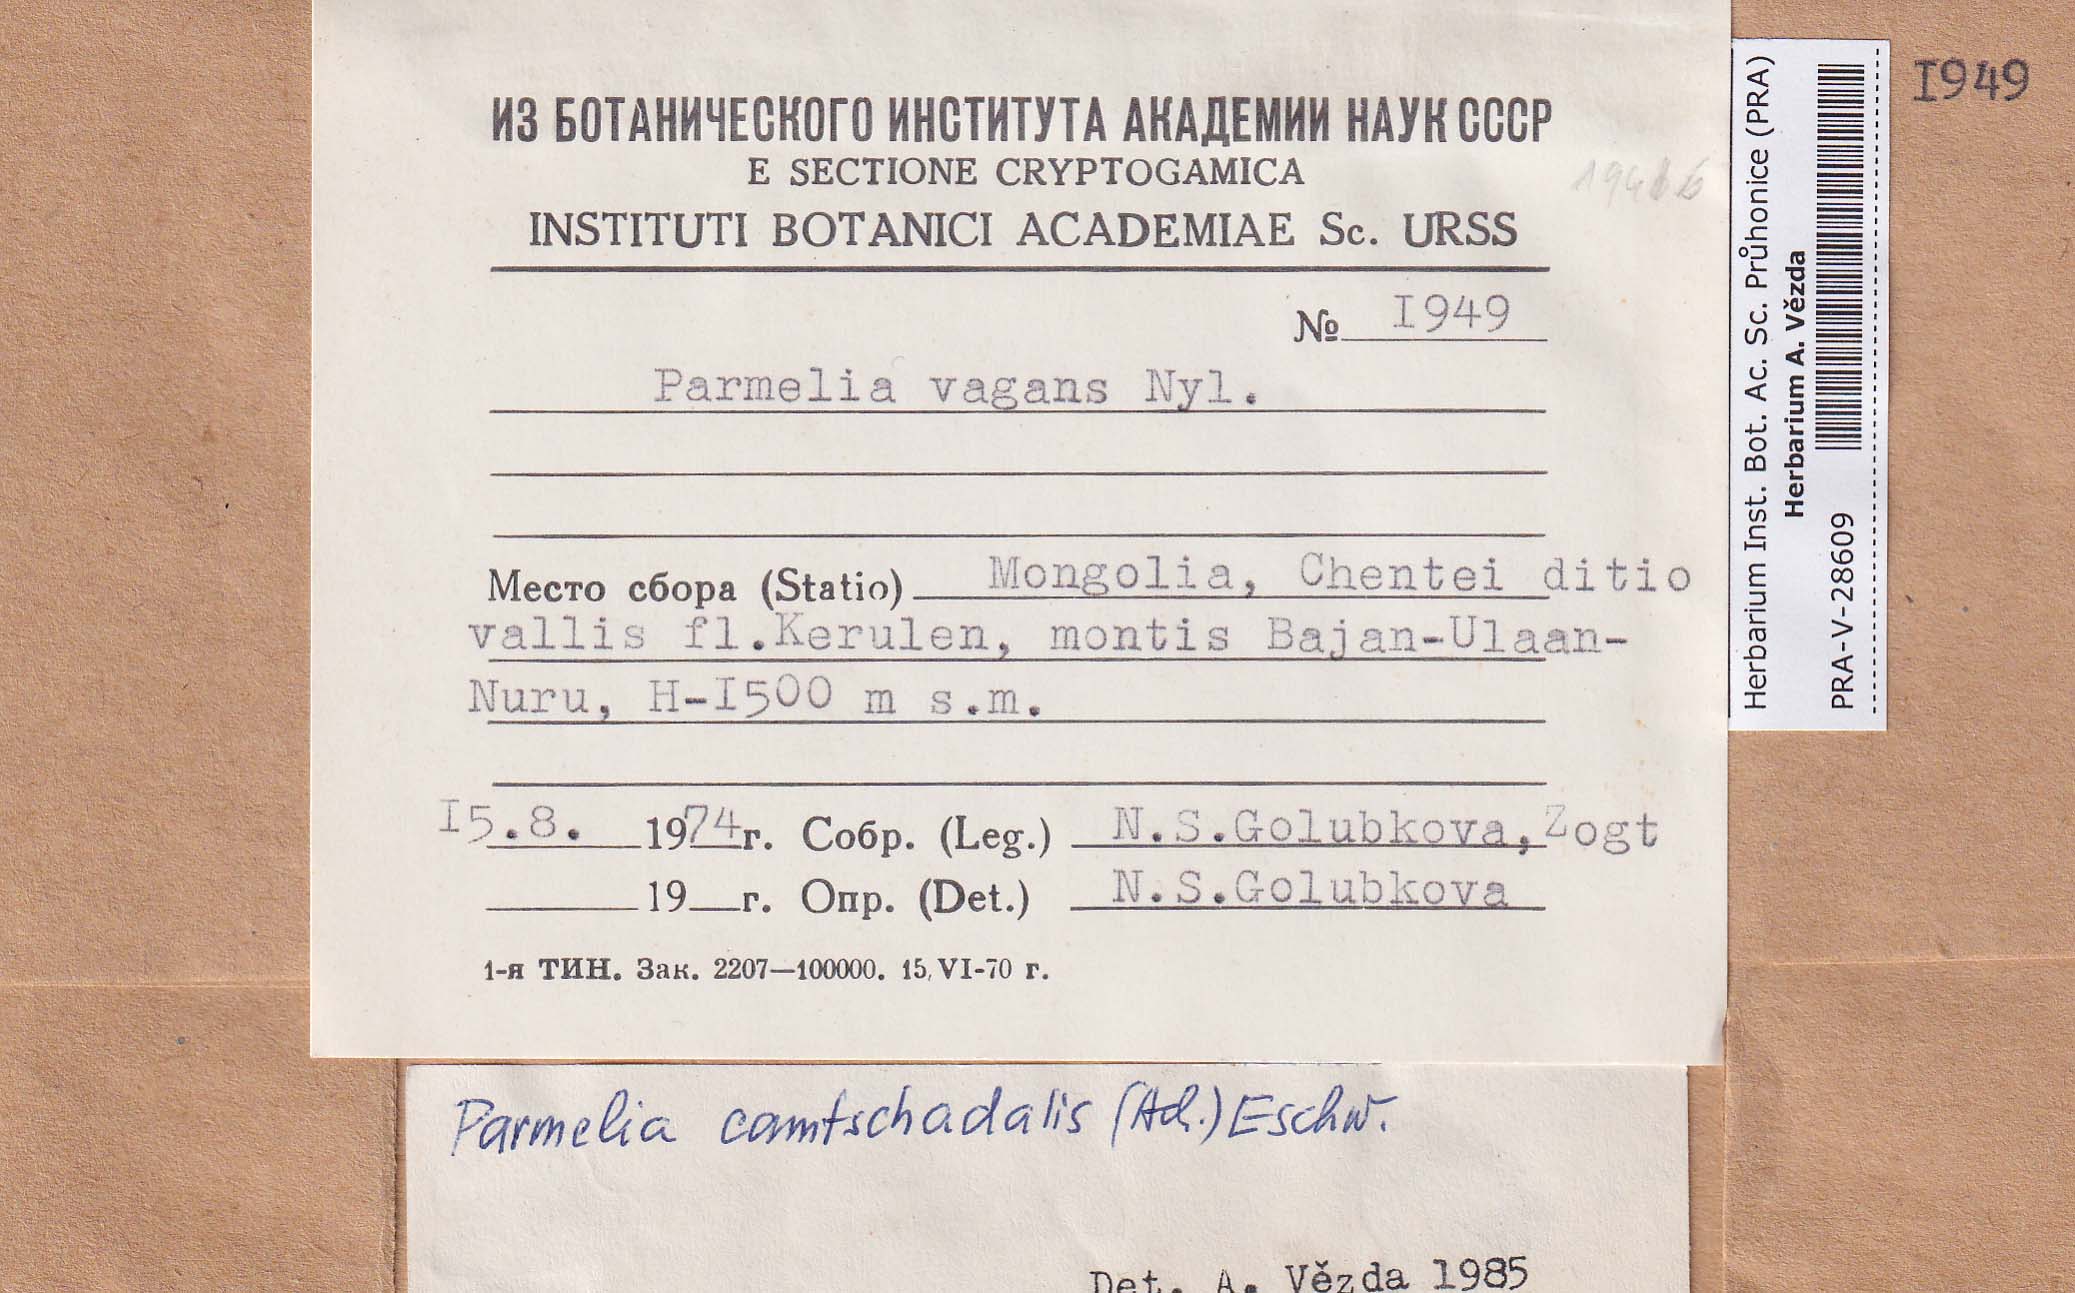 ИЗ БОТАНИЧЕСКОГО ИНСТИТУТА АКАДЕМИИ НАУК СССР
E SECTIONE CRYPTOGAMICA
INSTITUTI BOTANICI ACADEMIAE Sc. URSS
№ I949
Parmelia vagans Nyl.
Место сбора (Statio) Mongolia, Chentei ditio
vallis fl.Kerulen, montis Bajan-Ulaan-
Nuru, H-I500 m s.m.
I5.8. 1974г. Собр. (Leg.) N.S.Golubkova, Zogt
19 г. Опр. (Det.) N.S.Golubkova
1-я ТИН. Зак. 2207—100000. 15.VI-70 г.
Parmelia camtschadalis (Ach.) Eschw.
Det. A. Vězda 1985
Herbarium Inst. Bot. Ac. Sc. Průhonice (PRA)
Herbarium A. Vězda
PRA-V-28609
I949